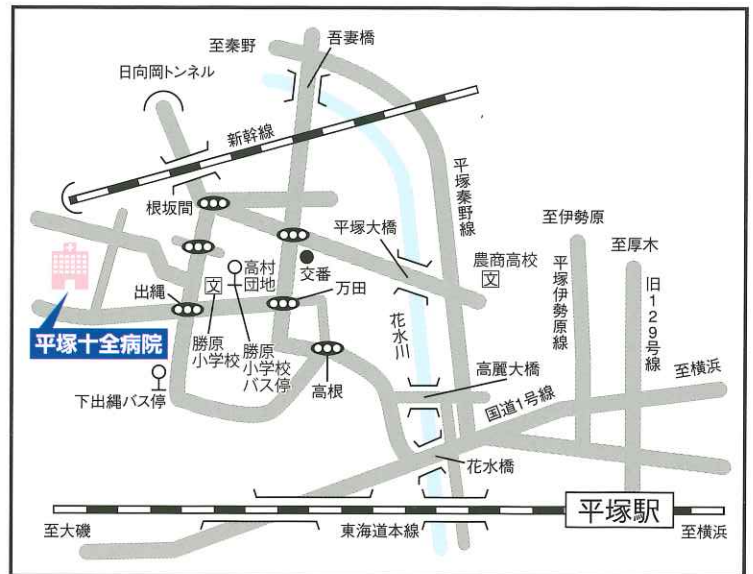 至秦野
吾妻橋
日向岡トンネル
新幹線
根坂間
平塚秦野線
平塚大橋
至伊勢原
農商高校
文
至厚木
交番
高村
団地
文
出縄
万田
花水川
平塚伊勢原線
旧129号線
平塚十全病院
勝原
小学校
勝原
小学校
バス停
高根
高麗大橋
至横浜
国道1号線
下出縄バス停
花水橋
平塚駅
至大磯
東海道本線
至横浜